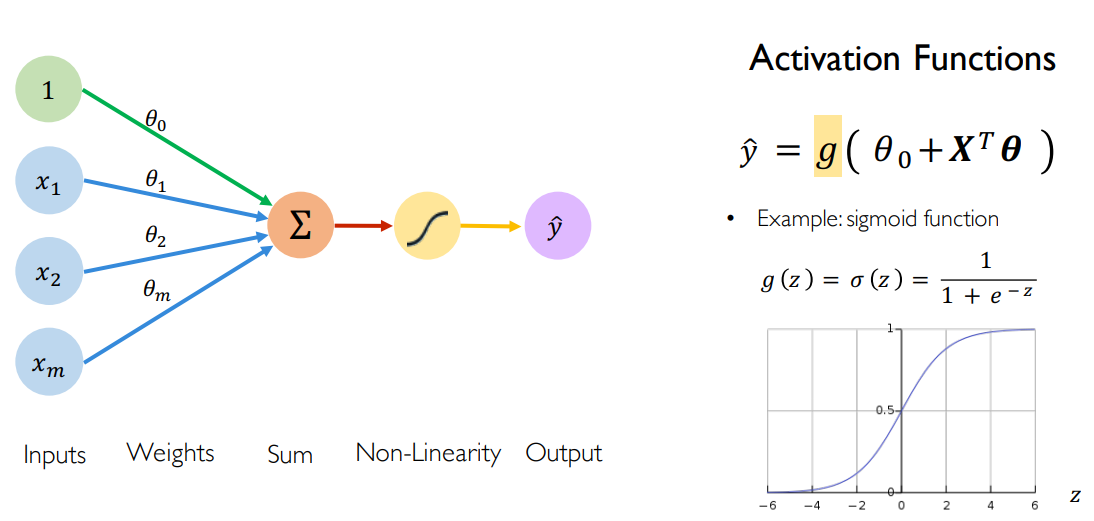 1
θ₀
x₁
θ₁
x₂
θ₂
xₘ
θₘ
Σ
ŷ
Inputs
Weights
Sum
Non-Linearity
Output
Activation Functions
ŷ = g( θ₀ + Xᵀθ )
• Example: sigmoid function
g(z) = σ(z) = 1 / (1 + e⁻ᶻ)
1
0.5
0
−6 −4 −2 0 2 4 6
z